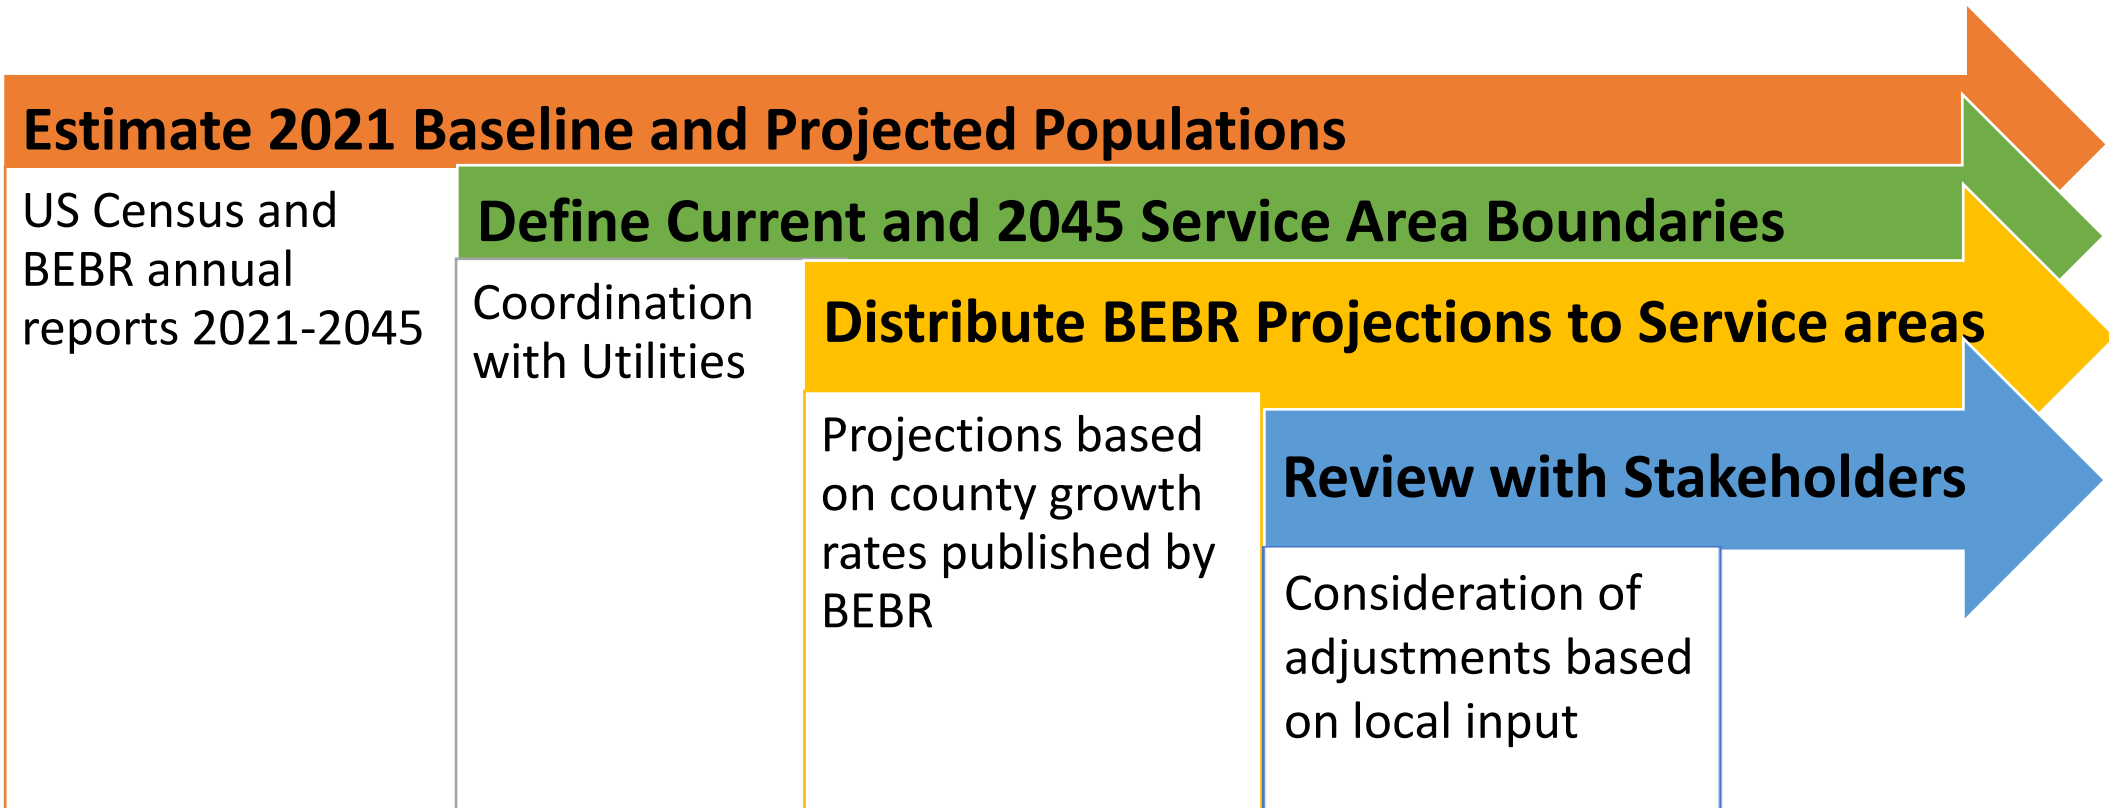 Estimate 2021 Baseline and Projected Populations
US Census and
BEBR annual
reports 2021-2045
Define Current and 2045 Service Area Boundaries
Coordination
with Utilities
Distribute BEBR Projections to Service areas
Projections based
on county growth
rates published by
BEBR
Review with Stakeholders
Consideration of
adjustments based
on local input